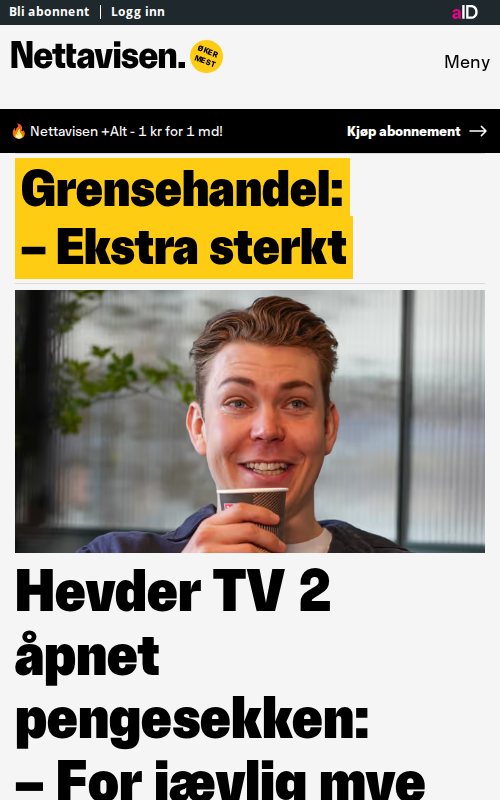 Bli abonnent | Logg inn
aID
Nettavisen.
ØKER
MEST
Meny
🔥 Nettavisen +Alt - 1 kr for 1 md!
Kjøp abonnement →
Grensehandel:
– Ekstra sterkt
Hevder TV 2
åpnet
pengesekken:
– For jævlig mye